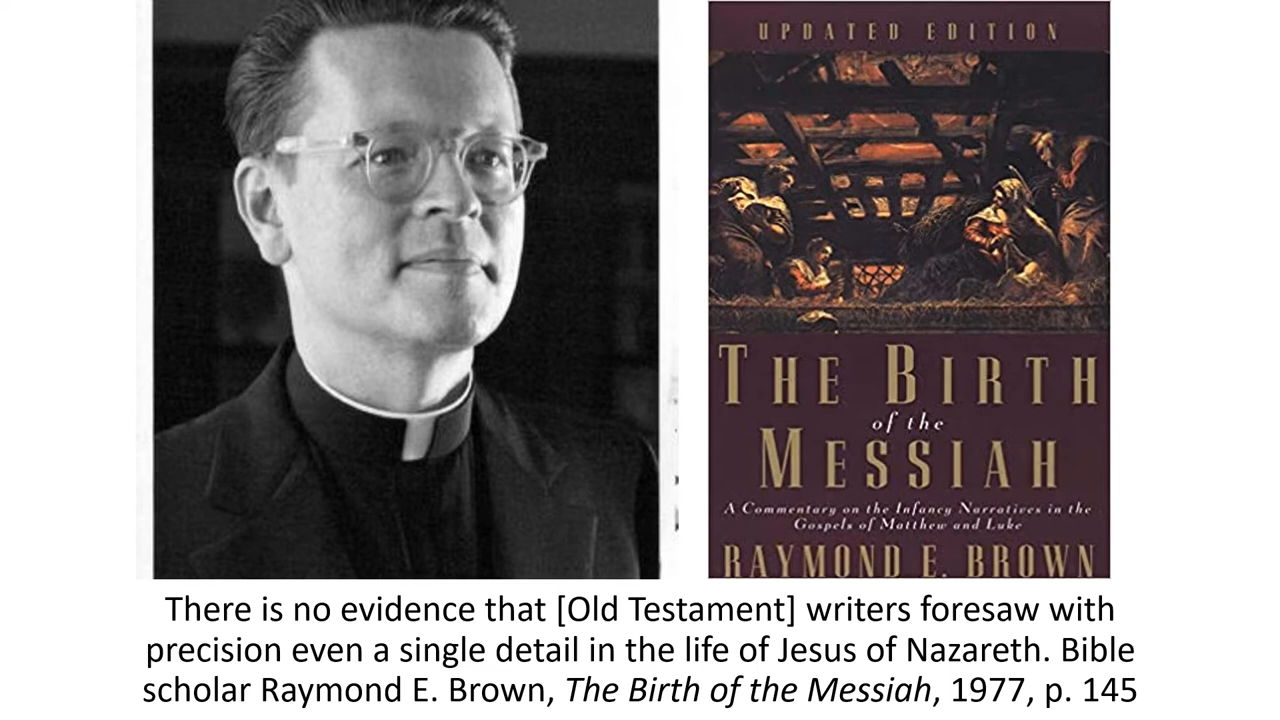 UPDATED EDITION
THE BIRTH
of the
MESSIAH
A Commentary on the Infancy Narratives in the
Gospels of Matthew and Luke
RAYMOND E. BROWN
There is no evidence that [Old Testament] writers foresaw with
precision even a single detail in the life of Jesus of Nazareth. Bible
scholar Raymond E. Brown, The Birth of the Messiah, 1977, p. 145